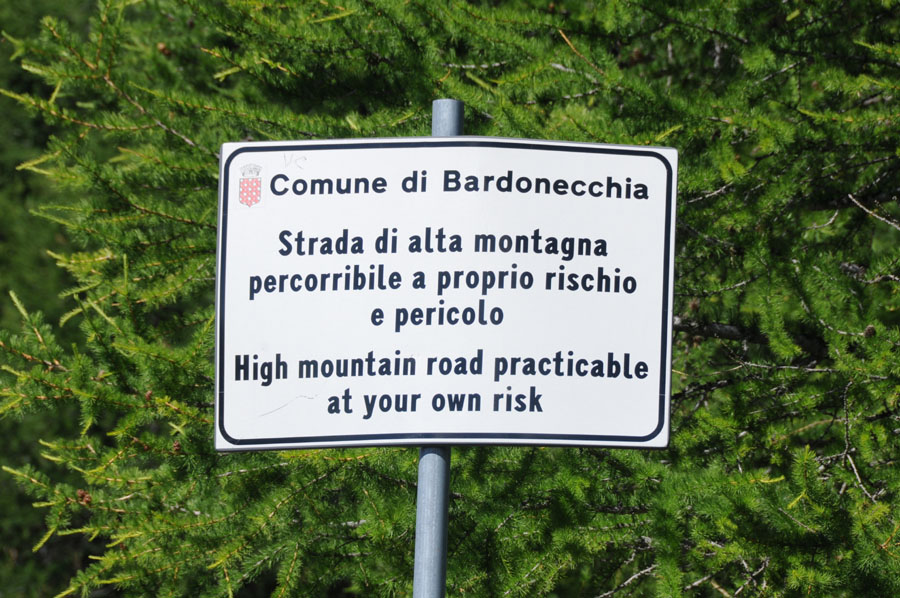 Comune di Bardonecchia
Strada di alta montagna
percorribile a proprio rischio
e pericolo
High mountain road practicable
at your own risk